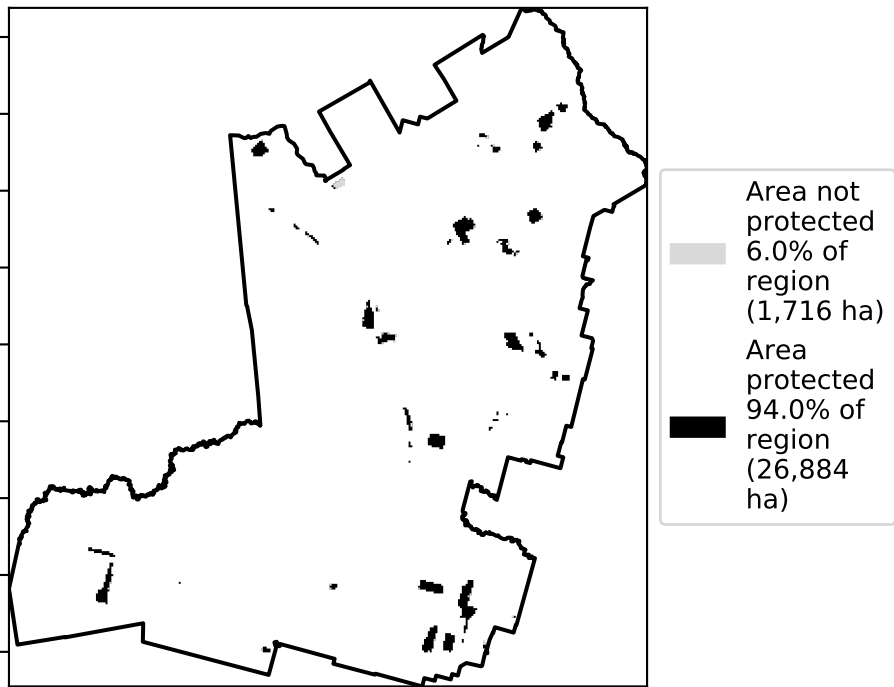 Area not
protected
6.0% of
region
(1,716 ha)
Area
protected
94.0% of
region
(26,884
ha)